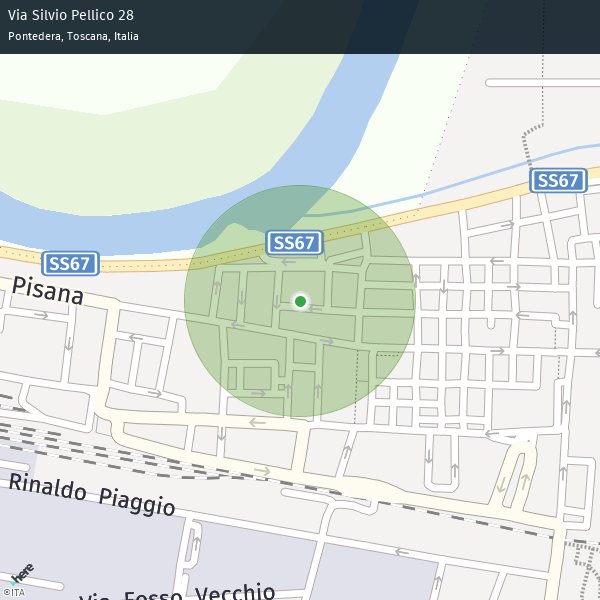 Via Silvio Pellico 28
Pontedera, Toscana, Italia
SS67
SS67
SS67
Pisana
Rinaldo Piaggio
Via Fosso Vecchio
here
©ITA